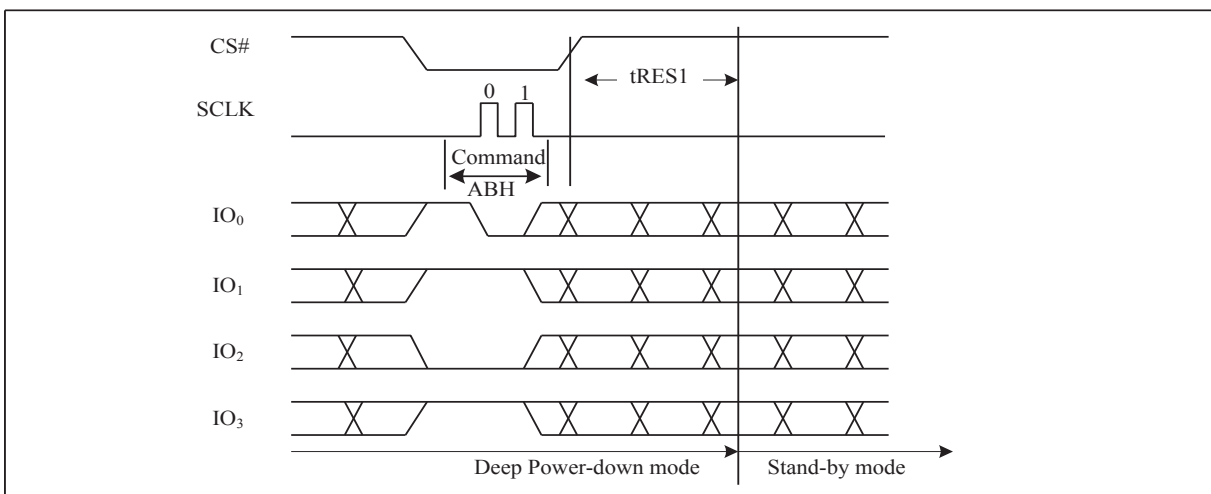 CS#
tRES1
0 1
SCLK
Command
ABH
IO0
IO1
IO2
IO3
Deep Power-down mode
Stand-by mode